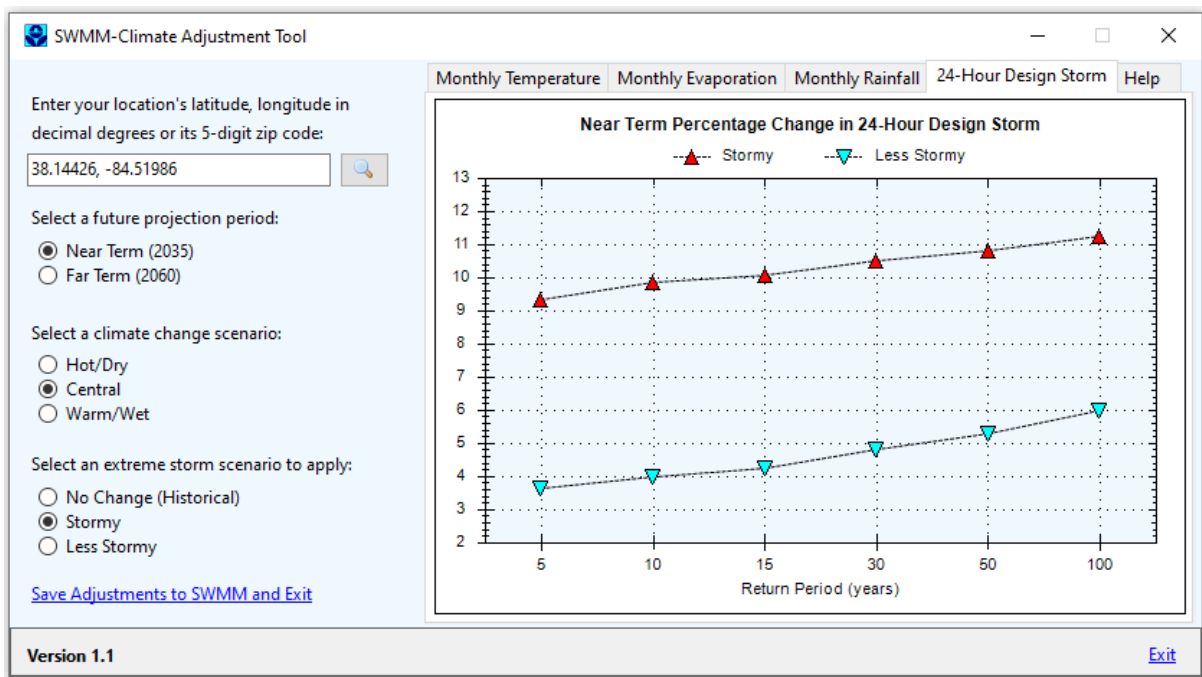 SWMM-Climate Adjustment Tool
Enter your location's latitude, longitude in
decimal degrees or its 5-digit zip code:
38.14426, -84.51986
Select a future projection period:
Near Term (2035)
Far Term (2060)
Select a climate change scenario:
Hot/Dry
Central
Warm/Wet
Select an extreme storm scenario to apply:
No Change (Historical)
Stormy
Less Stormy
Save Adjustments to SWMM and Exit
Monthly Temperature Monthly Evaporation Monthly Rainfall 24-Hour Design Storm Help
Near Term Percentage Change in 24-Hour Design Storm
Stormy Less Stormy
13
12
11
10
9
8
7
6
5
4
3
2
5 10 15 30 50 100
Return Period (years)
Version 1.1
Exit